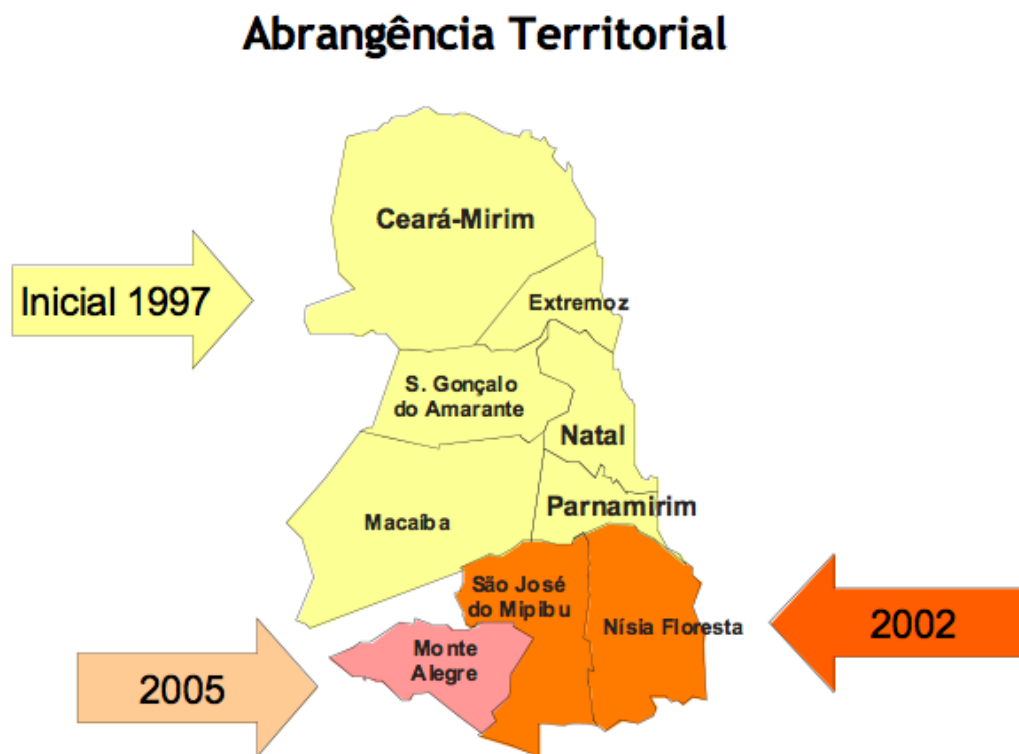 Abrangência Territorial
Ceará-Mirim
Inicial 1997
Extremoz
S. Gonçalo
do Amarante
Natal
Parnamirim
Macaíba
São José
do Mipibu
Nísia Floresta
2002
Monte
Alegre
2005